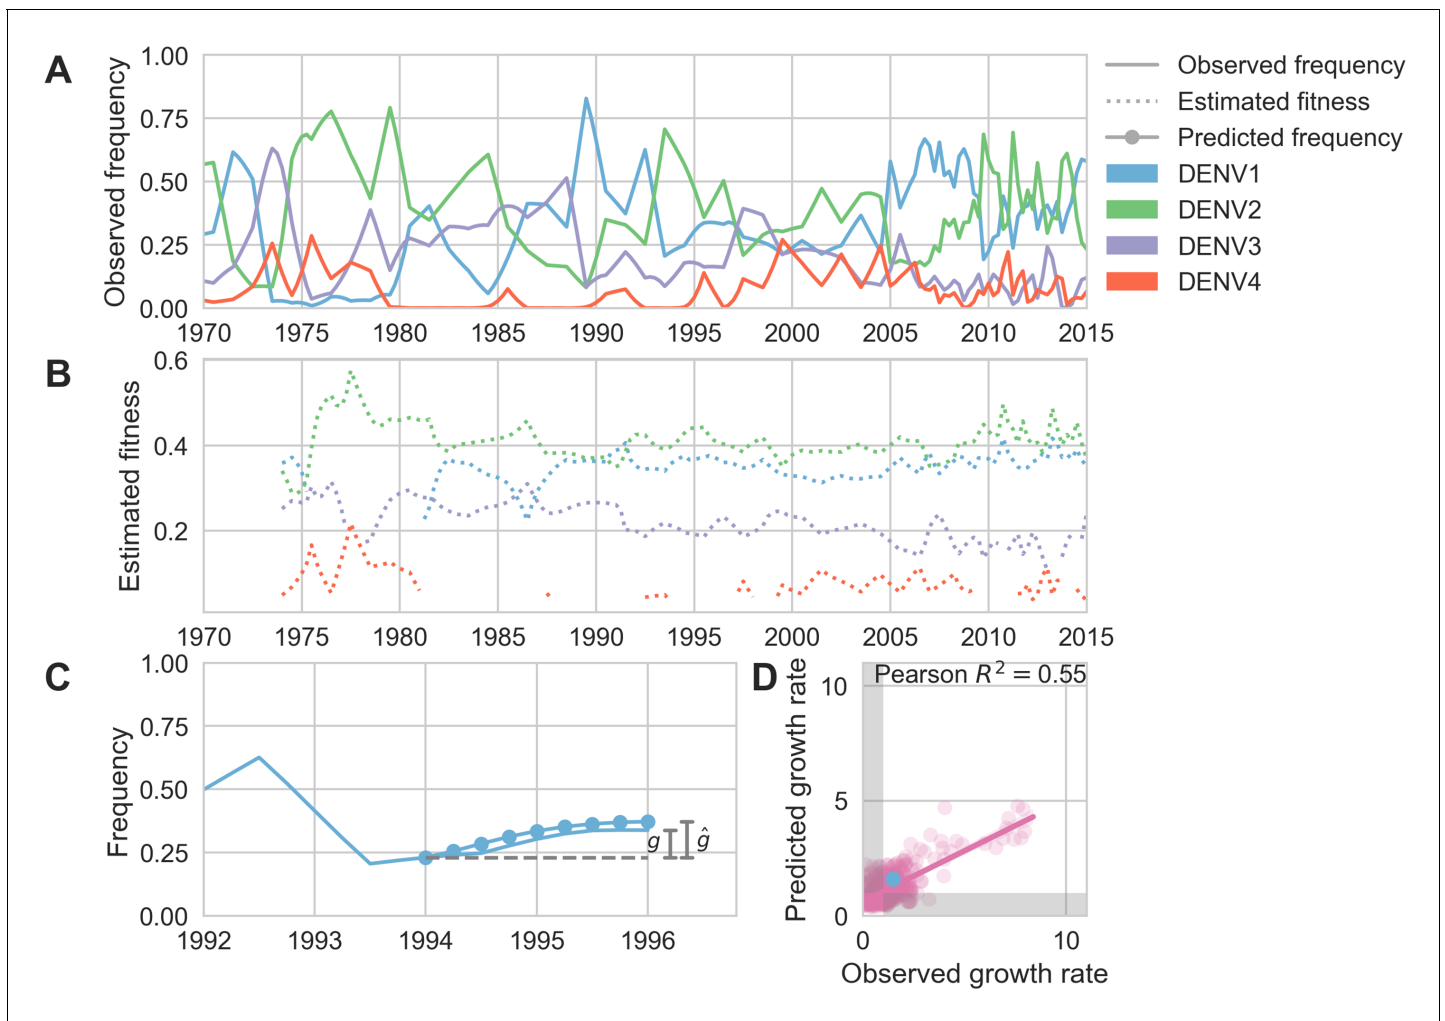 A
Observed frequency
1.00
0.75
0.50
0.25
0.00
1970 1975 1980 1985 1990 1995 2000 2005 2010 2015
Observed frequency
Estimated fitness
Predicted frequency
DENV1
DENV2
DENV3
DENV4
B
Estimated fitness
0.6
0.4
0.2
1970 1975 1980 1985 1990 1995 2000 2005 2010 2015
C
Frequency
1.00
0.75
0.50
0.25
0.00
1992 1993 1994 1995 1996
g ĝ
D
Predicted growth rate
Pearson R² = 0.55
10
5
0
0 10
Observed growth rate